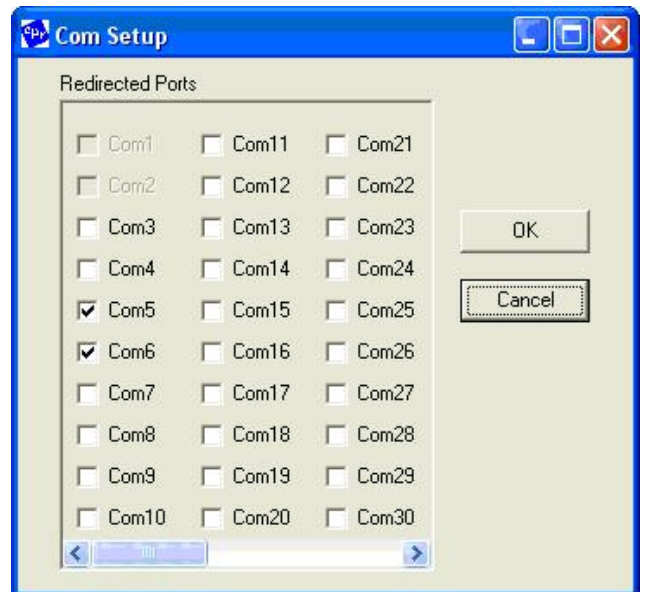 cpr Com Setup
Redirected Ports
Com1 Com11 Com21
Com2 Com12 Com22
Com3 Com13 Com23
Com4 Com14 Com24
Com5 Com15 Com25
Com6 Com16 Com26
Com7 Com17 Com27
Com8 Com18 Com28
Com9 Com19 Com29
Com10 Com20 Com30
OK
Cancel